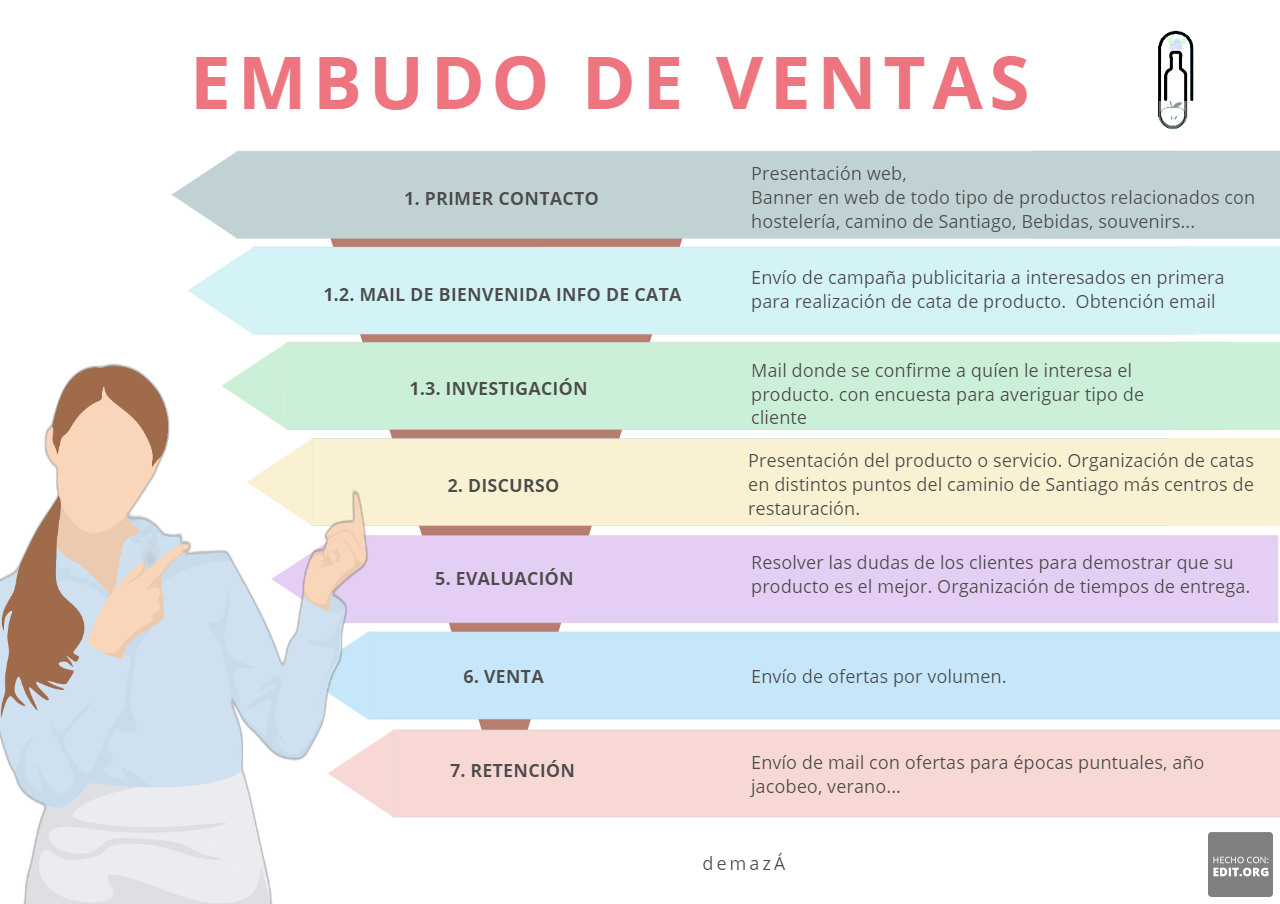 EMBUDO DE VENTAS
1. PRIMER CONTACTO
Presentación web,
Banner en web de todo tipo de productos relacionados con
hostelería, camino de Santiago, Bebidas, souvenirs...
1.2. MAIL DE BIENVENIDA INFO DE CATA
Envío de campaña publicitaria a interesados en primera
para realización de cata de producto.  Obtención email
1.3. INVESTIGACIÓN
Mail donde se confirme a quíen le interesa el
producto. con encuesta para averiguar tipo de
cliente
2. DISCURSO
Presentación del producto o servicio. Organización de catas
en distintos puntos del caminio de Santiago más centros de
restauración.
5. EVALUACIÓN
Resolver las dudas de los clientes para demostrar que su
producto es el mejor. Organización de tiempos de entrega.
6. VENTA
Envío de ofertas por volumen.
7. RETENCIÓN
Envío de mail con ofertas para épocas puntuales, año
jacobeo, verano...
demazÁ
HECHO CON:
EDIT.ORG